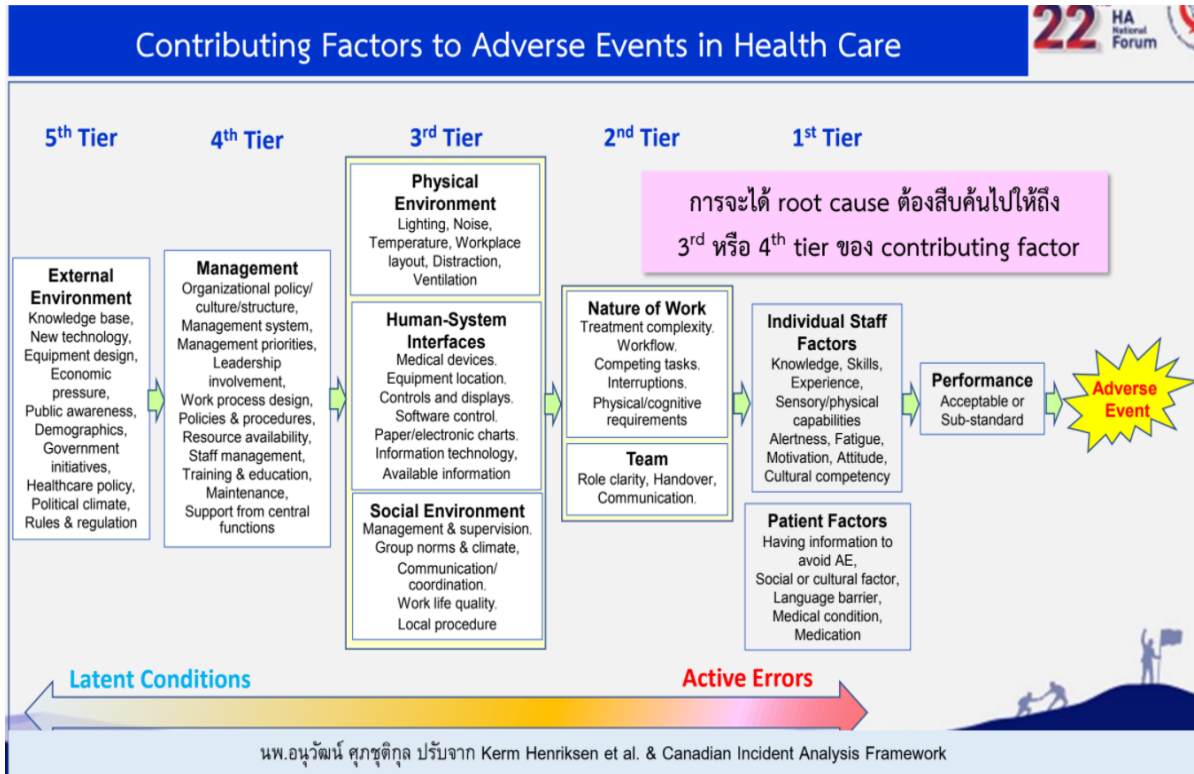 Contributing Factors to Adverse Events in Health Care
22
HA
National
Forum
5th Tier
4th Tier
3rd Tier
2nd Tier
1st Tier
การจะได้ root cause ต้องสืบค้นไปให้ถึง
3rd หรือ 4th tier ของ contributing factor
External
Environment
Knowledge base,
New technology,
Equipment design,
Economic
pressure,
Public awareness,
Demographics,
Government
initiatives,
Healthcare policy,
Political climate,
Rules & regulation
Management
Organizational policy/
culture/structure,
Management system,
Management priorities,
Leadership
involvement,
Work process design,
Policies & procedures,
Resource availability,
Staff management,
Training & education,
Maintenance,
Support from central
functions
Physical
Environment
Lighting, Noise,
Temperature, Workplace
layout, Distraction,
Ventilation
Human-System
Interfaces
Medical devices.
Equipment location.
Controls and displays.
Software control.
Paper/electronic charts.
Information technology,
Available information
Social Environment
Management & supervision.
Group norms & climate,
Communication/
coordination.
Work life quality.
Local procedure
Nature of Work
Treatment complexity.
Workflow.
Competing tasks.
Interruptions.
Physical/cognitive
requirements
Team
Role clarity, Handover,
Communication.
Individual Staff
Factors
Knowledge, Skills,
Experience,
Sensory/physical
capabilities
Alertness, Fatigue,
Motivation, Attitude,
Cultural competency
Patient Factors
Having information to
avoid AE,
Social or cultural factor,
Language barrier,
Medical condition,
Medication
Performance
Acceptable or
Sub-standard
Adverse
Event
Latent Conditions
Active Errors
นพ.อนุวัฒน์ ศุภชุติกุล ปรับจาก Kerm Henriksen et al. & Canadian Incident Analysis Framework